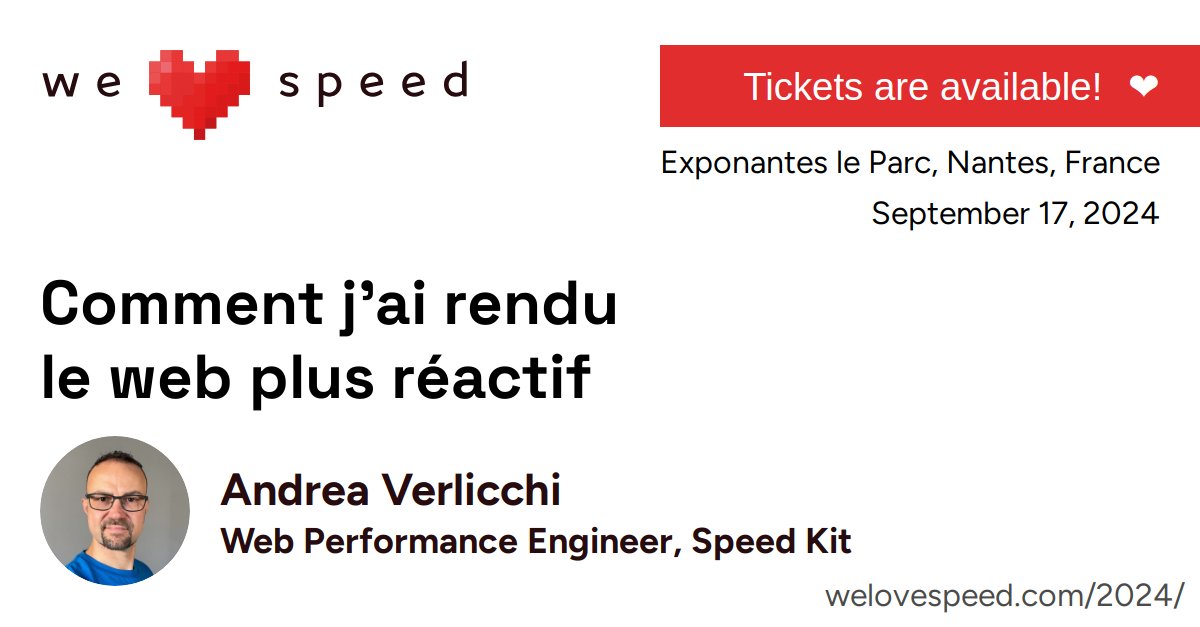 we ❤ speed
Tickets are available! ❤
Exponantes le Parc, Nantes, France
September 17, 2024
Comment j’ai rendu
le web plus réactif
Andrea Verlicchi
Web Performance Engineer, Speed Kit
welovespeed.com/2024/